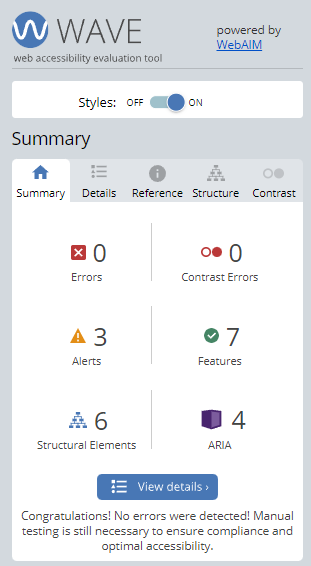 WAVE
web accessibility evaluation tool
powered by
WebAIM
Styles: OFF ON
Summary
Summary Details Reference Structure Contrast
0 0
Errors Contrast Errors
3 7
Alerts Features
6 4
Structural Elements ARIA
View details ›
Congratulations! No errors were detected! Manual
testing is still necessary to ensure compliance and
optimal accessibility.